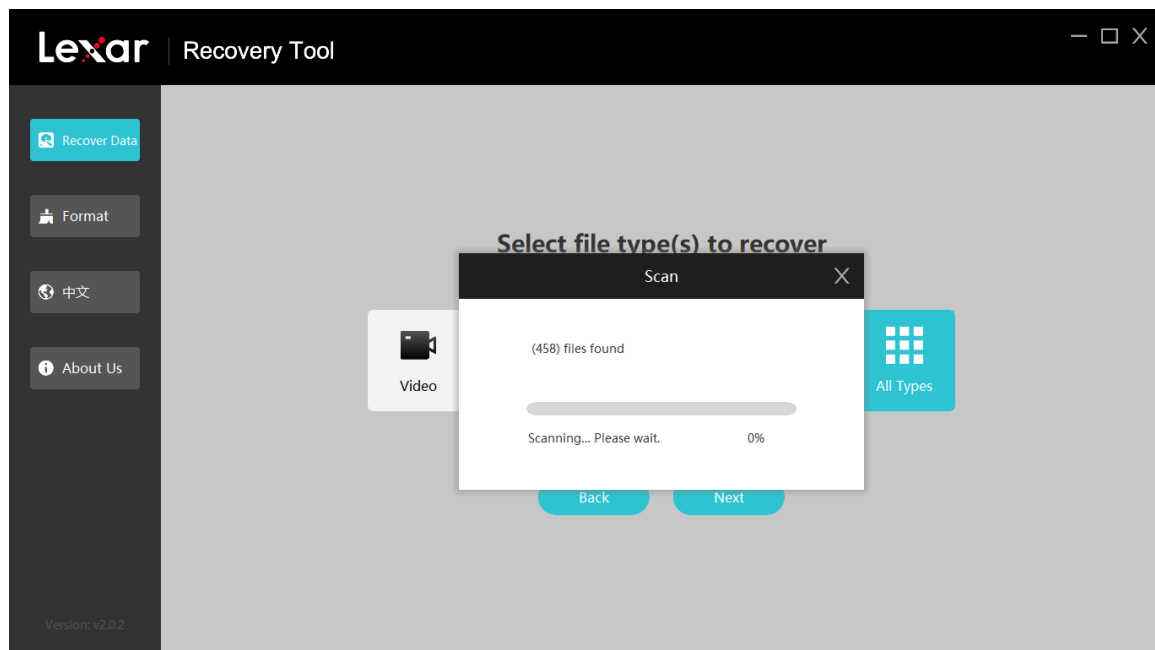 Lexar Recovery Tool
Recover Data
Format
中文
About Us
Version: v2.0.2
Select file type(s) to recover
Scan
(458) files found
Scanning... Please wait. 0%
Video
All Types
Back Next